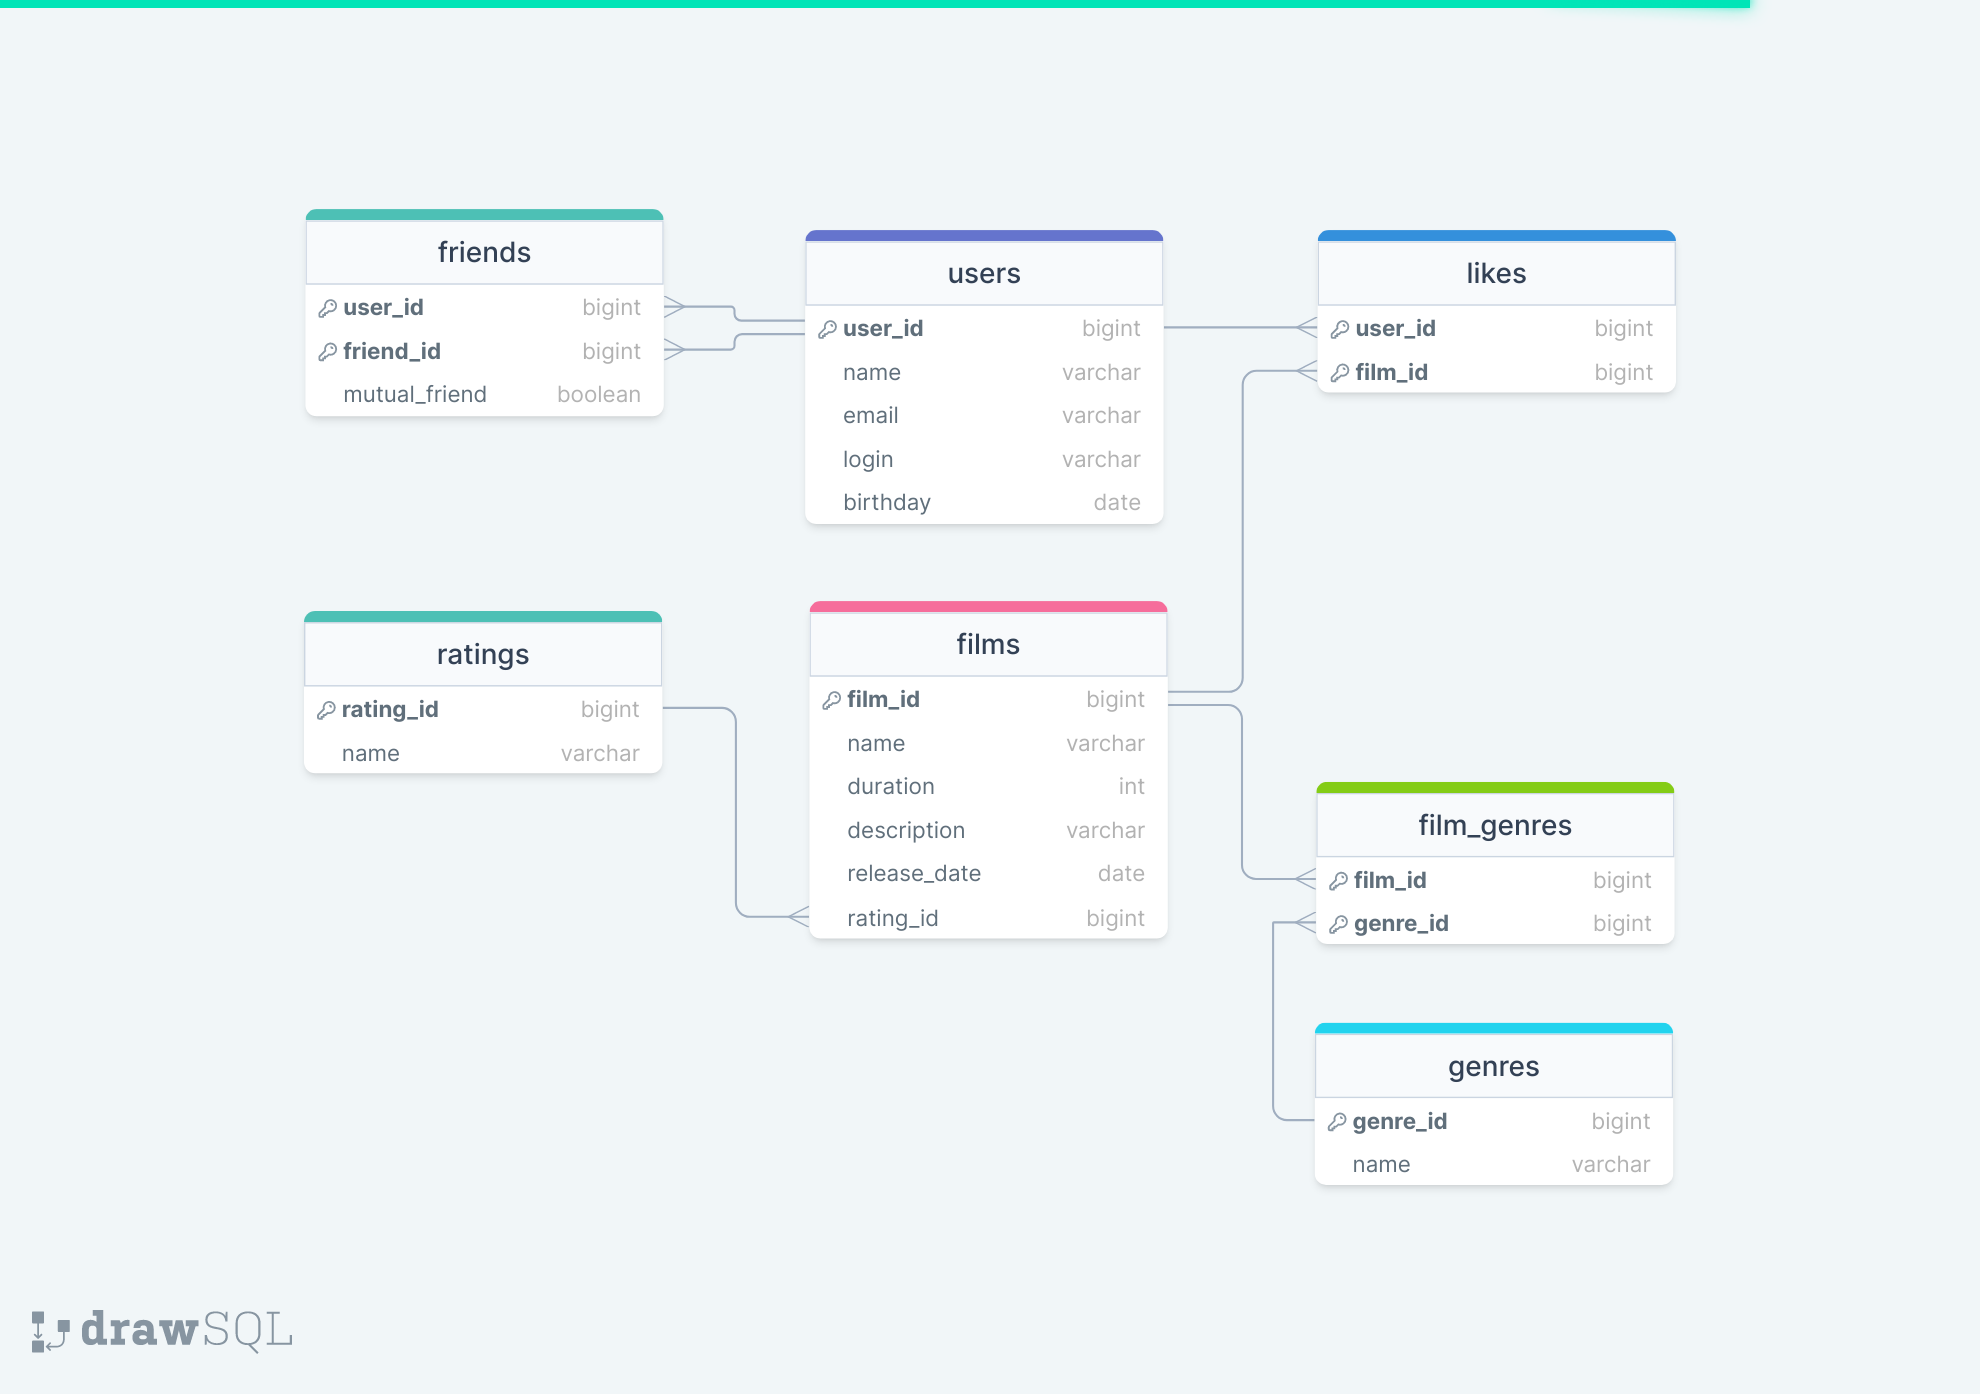 friends
user_id bigint
friend_id bigint
mutual_friend boolean
users
user_id bigint
name varchar
email varchar
login varchar
birthday date
likes
user_id bigint
film_id bigint
ratings
rating_id bigint
name varchar
films
film_id bigint
name varchar
duration int
description varchar
release_date date
rating_id bigint
film_genres
film_id bigint
genre_id bigint
genres
genre_id bigint
name varchar
drawSQL